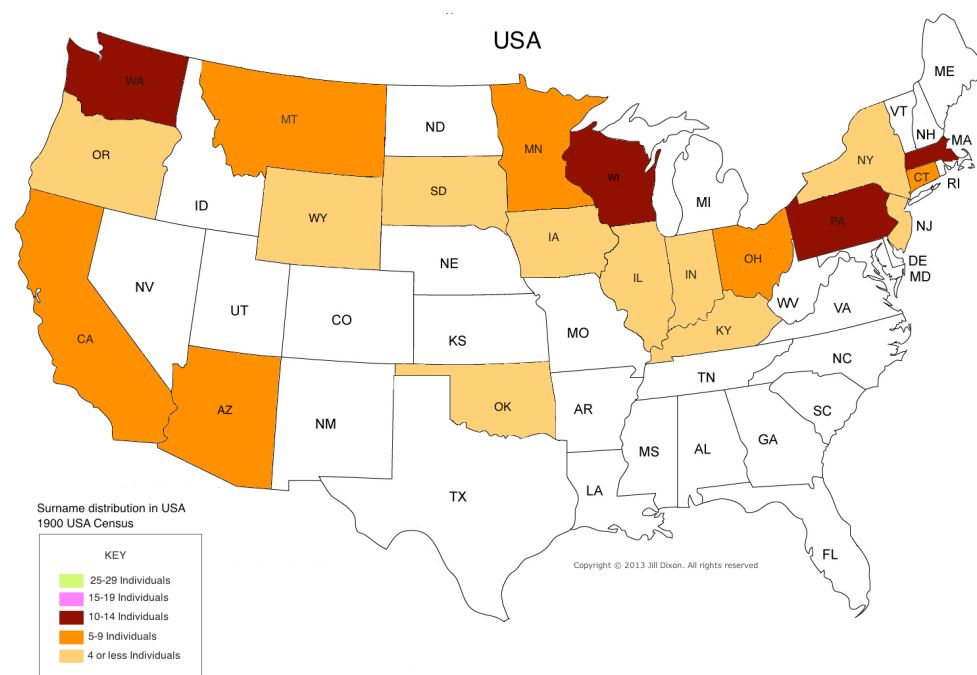 USA
WA
MT
ND
MN
ME
VT
NH
MA
OR
ID
WY
SD
WI
MI
NY
CT
RI
PA
NJ
IA
NE
OH
DE
MD
NV
UT
CO
IL
IN
WV
VA
CA
KS
MO
KY
AZ
NM
OK
AR
TN
NC
SC
MS
AL
GA
TX
LA
FL
Surname distribution in USA
1900 USA Census
KEY
25-29 Individuals
15-19 Individuals
10-14 Individuals
5-9 Individuals
4 or less Individuals
Copyright © 2013 Jill Dixon. All rights reserved